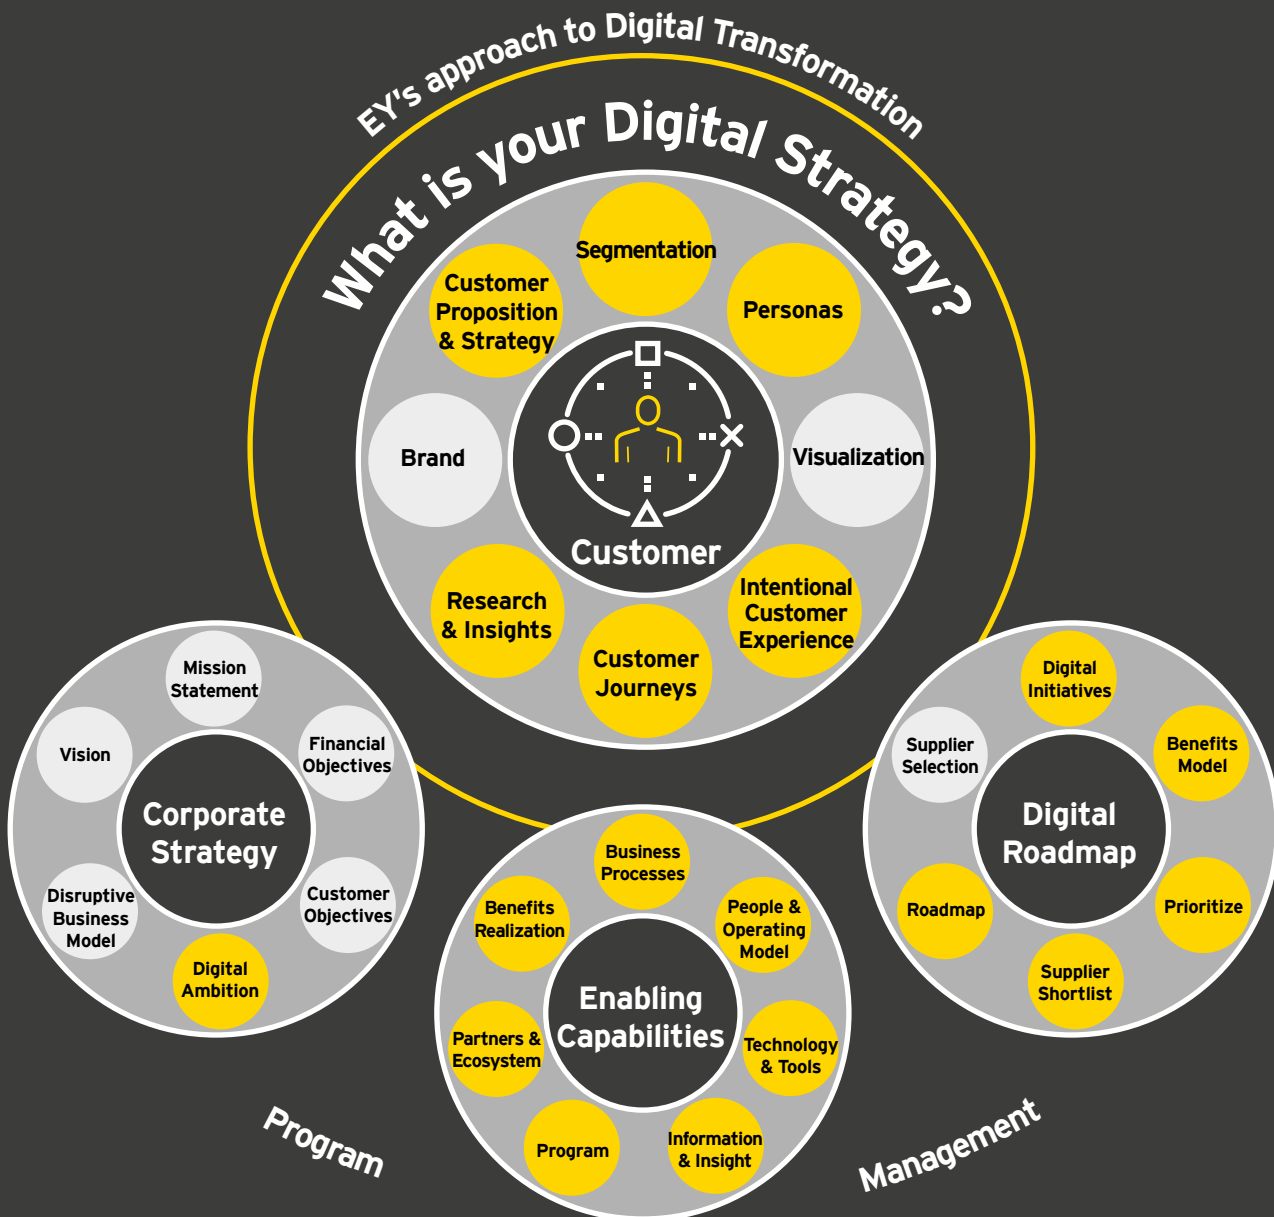 EY's approach to Digital Transformation
What is your Digital Strategy?
Segmentation
Customer
Proposition
& Strategy
Personas
Brand
Visualization
Customer
Research
& Insights
Intentional
Customer
Experience
Customer
Journeys
Mission
Statement
Vision
Financial
Objectives
Corporate
Strategy
Disruptive
Business
Model
Customer
Objectives
Digital
Ambition
Business
Processes
Benefits
Realization
People &
Operating
Model
Enabling
Capabilities
Partners &
Ecosystem
Technology
& Tools
Program
Information
& Insight
Digital
Initiatives
Supplier
Selection
Benefits
Model
Digital
Roadmap
Roadmap
Prioritize
Supplier
Shortlist
Program
Management